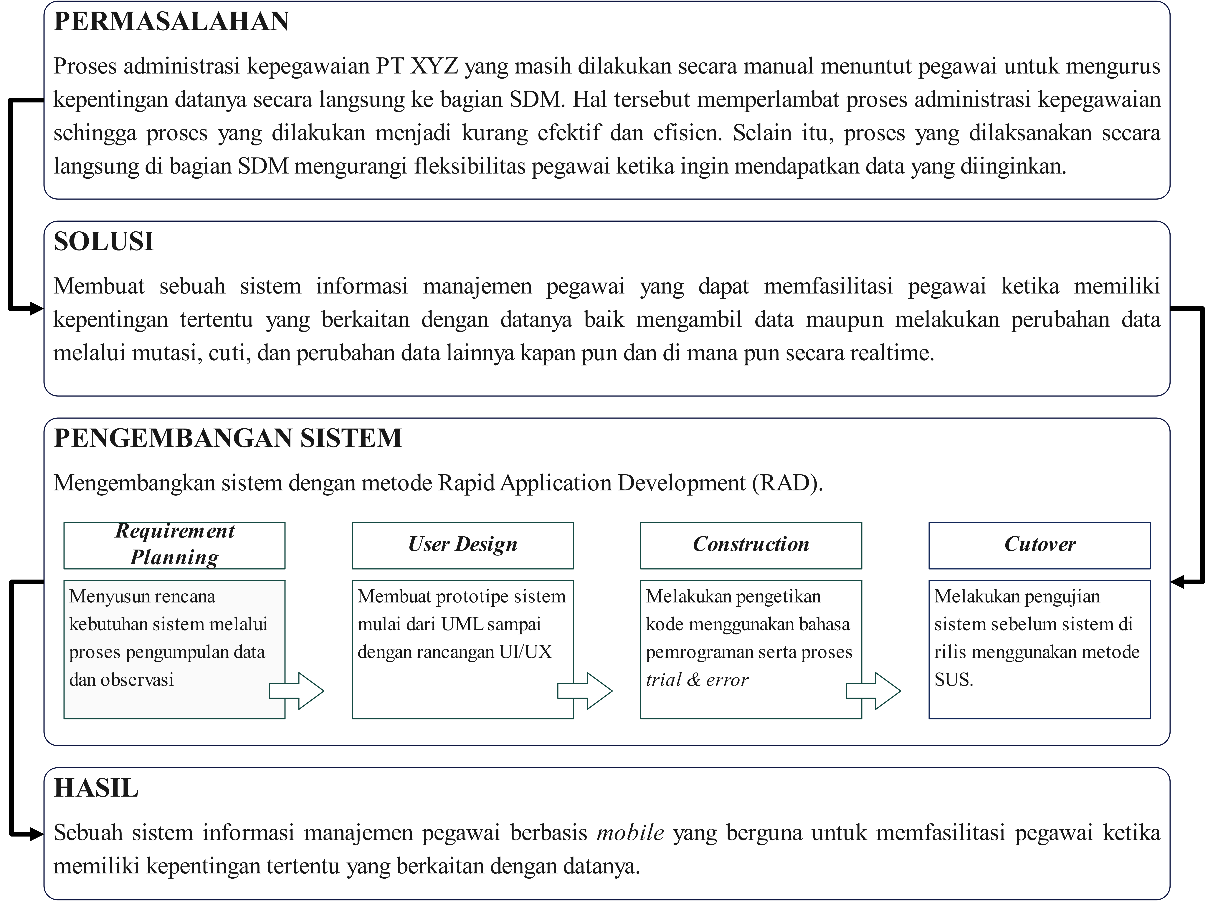 PERMASALAHAN
Proses administrasi kepegawaian PT XYZ yang masih dilakukan secara manual menuntut pegawai untuk mengurus
kepentingan datanya secara langsung ke bagian SDM. Hal tersebut memperlambat proses administrasi kepegawaian
sehingga proses yang dilakukan menjadi kurang efektif dan efisien. Selain itu, proses yang dilaksanakan secara
langsung di bagian SDM mengurangi fleksibilitas pegawai ketika ingin mendapatkan data yang diinginkan.
SOLUSI
Membuat sebuah sistem informasi manajemen pegawai yang dapat memfasilitasi pegawai ketika memiliki
kepentingan tertentu yang berkaitan dengan datanya baik mengambil data maupun melakukan perubahan data
melalui mutasi, cuti, dan perubahan data lainnya kapan pun dan di mana pun secara realtime.
PENGEMBANGAN SISTEM
Mengembangkan sistem dengan metode Rapid Application Development (RAD).
Requirement
Planning
Menyusun rencana
kebutuhan sistem melalui
proses pengumpulan data
dan observasi
User Design
Membuat prototipe sistem
mulai dari UML sampai
dengan rancangan UI/UX
Construction
Melakukan pengetikan
kode menggunakan bahasa
pemrograman serta proses
trial & error
Cutover
Melakukan pengujian
sistem sebelum sistem di
rilis menggunakan metode
SUS.
HASIL
Sebuah sistem informasi manajemen pegawai berbasis mobile yang berguna untuk memfasilitasi pegawai ketika
memiliki kepentingan tertentu yang berkaitan dengan datanya.